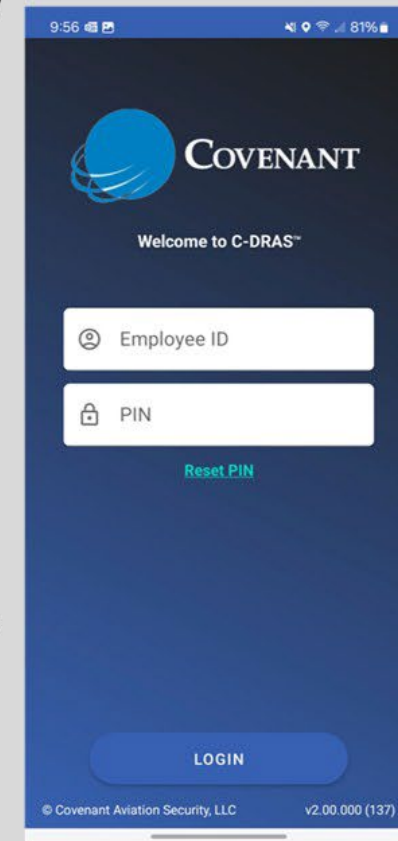 9:56 81%
COVENANT
Welcome to C-DRAS™
Employee ID
PIN
Reset PIN
LOGIN
© Covenant Aviation Security, LLC v2.00.000 (137)